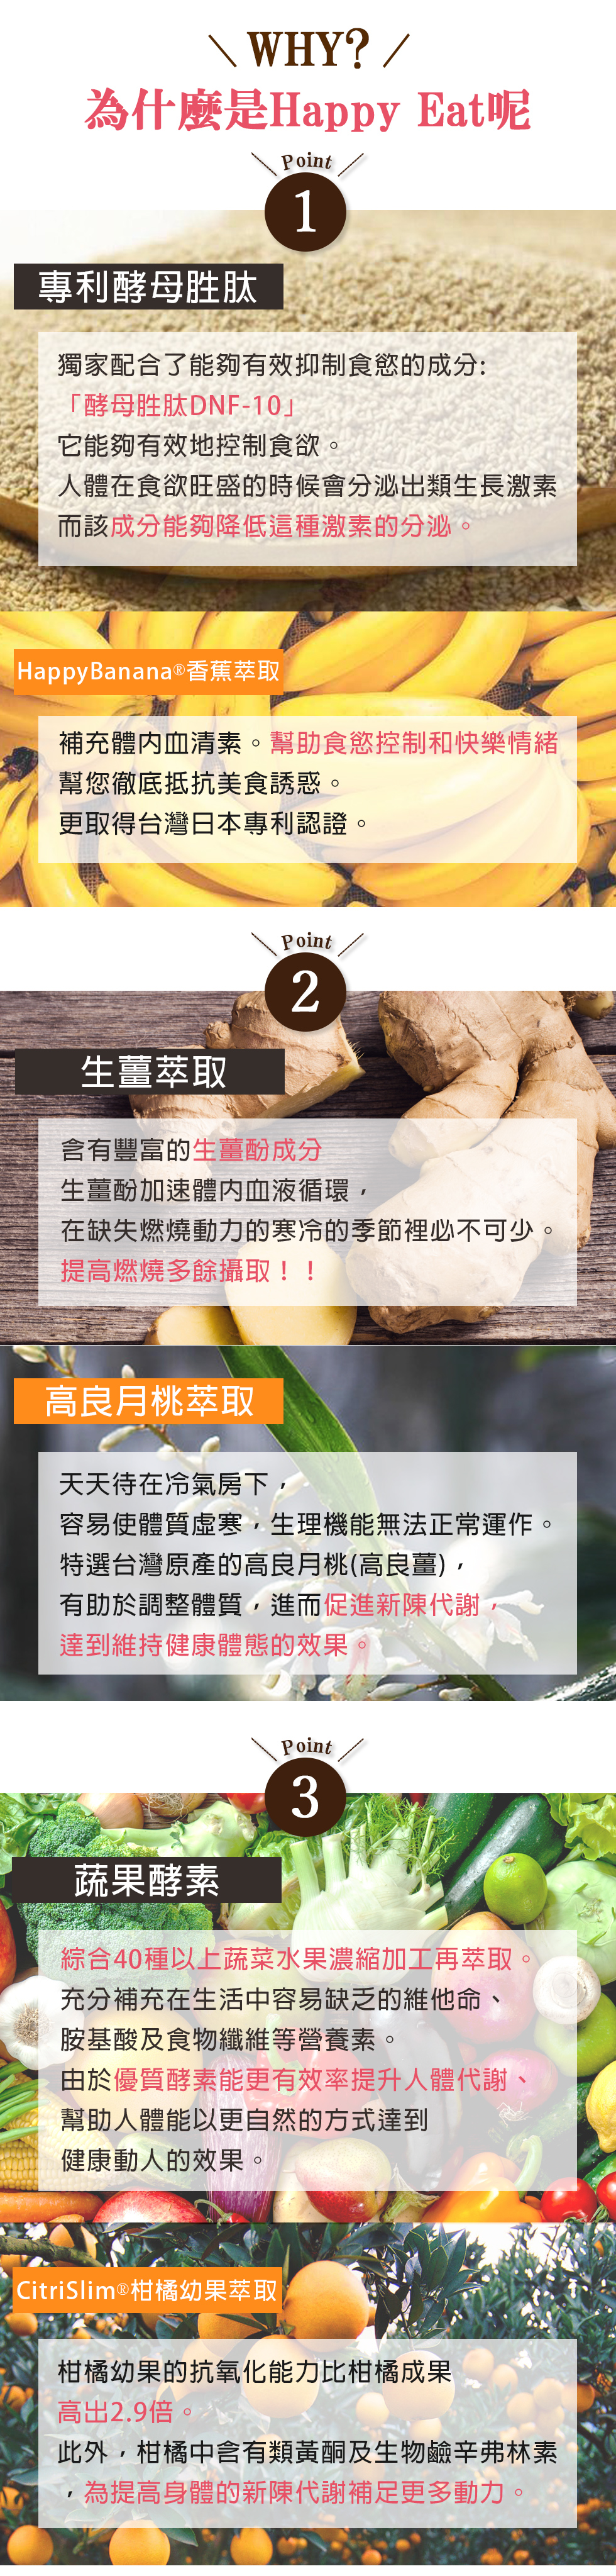 WHY?
為什麼是Happy Eat呢
Point
1
專利酵母胜肽
獨家配合了能夠有效抑制食慾的成分:
「酵母胜肽DNF-10」
它能夠有效地控制食欲。
人體在食欲旺盛的時候會分泌出類生長激素
而該成分能夠降低這種激素的分泌。
HappyBanana®香蕉萃取
補充體內血清素。幫助食慾控制和快樂情緒
幫您徹底抵抗美食誘惑。
更取得台灣日本專利認證。
Point
2
生薑萃取
含有豐富的生薑酚成分
生薑酚加速體內血液循環，
在缺失燃燒動力的寒冷的季節裡必不可少。
提高燃燒多餘攝取！！
高良月桃萃取
天天待在冷氣房下，
容易使體質虛寒，生理機能無法正常運作。
特選台灣原產的高良月桃(高良薑)，
有助於調整體質，進而促進新陳代謝，
達到維持健康體態的效果。
Point
3
蔬果酵素
綜合40種以上蔬菜水果濃縮加工再萃取。
充分補充在生活中容易缺乏的維他命、
胺基酸及食物纖維等營養素。
由於優質酵素能更有效率提升人體代謝、
幫助人體能以更自然的方式達到
健康動人的效果。
CitriSlim®柑橘幼果萃取
柑橘幼果的抗氧化能力比柑橘成果
高出2.9倍。
此外，柑橘中含有類黃酮及生物鹼辛弗林素
，為提高身體的新陳代謝補足更多動力。